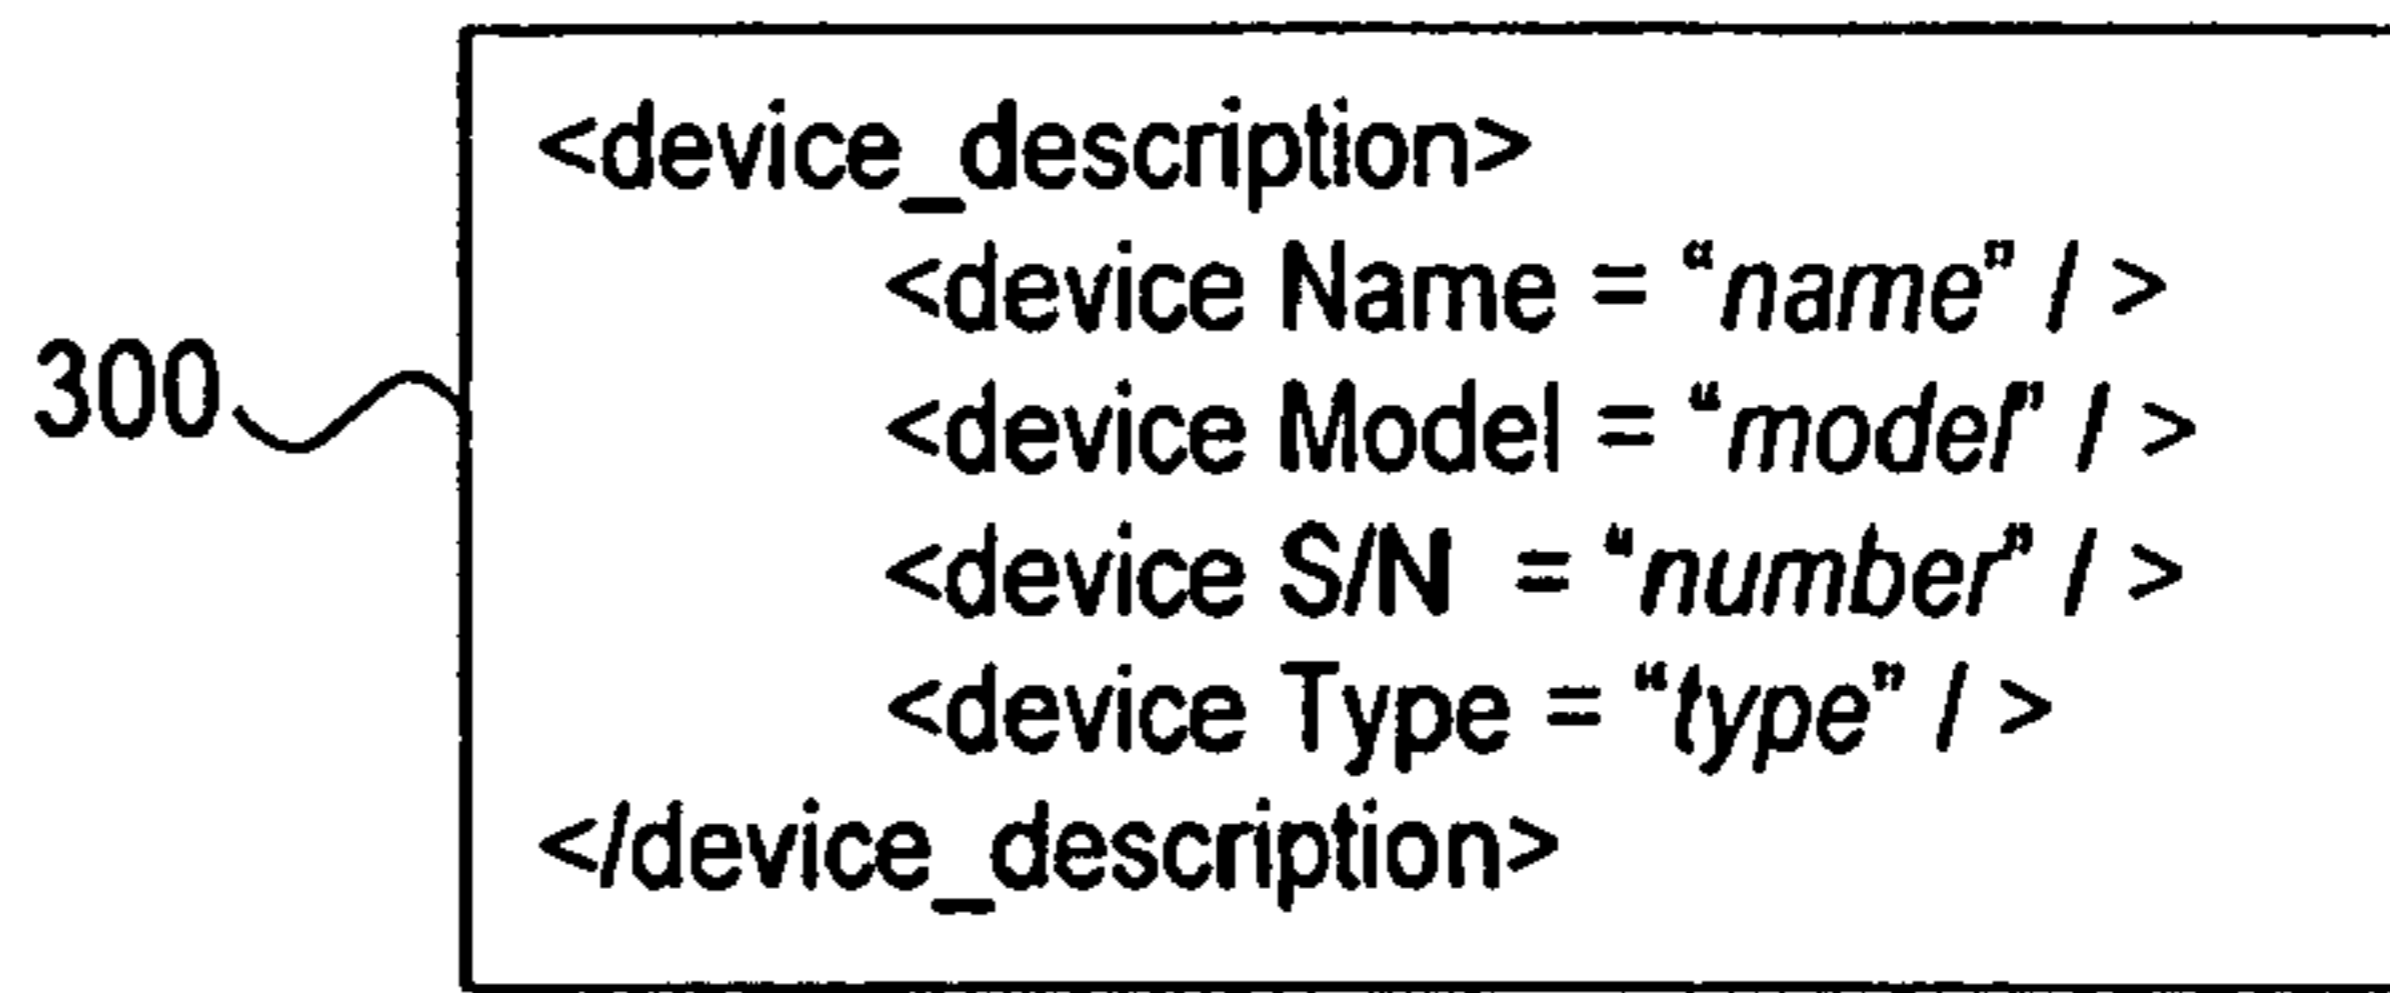 <device_description>
<device Name = “name” / >
<device Model = “model” / >
300
<device S/N = “number” / >
<device Type = “type” / >
</device_description>